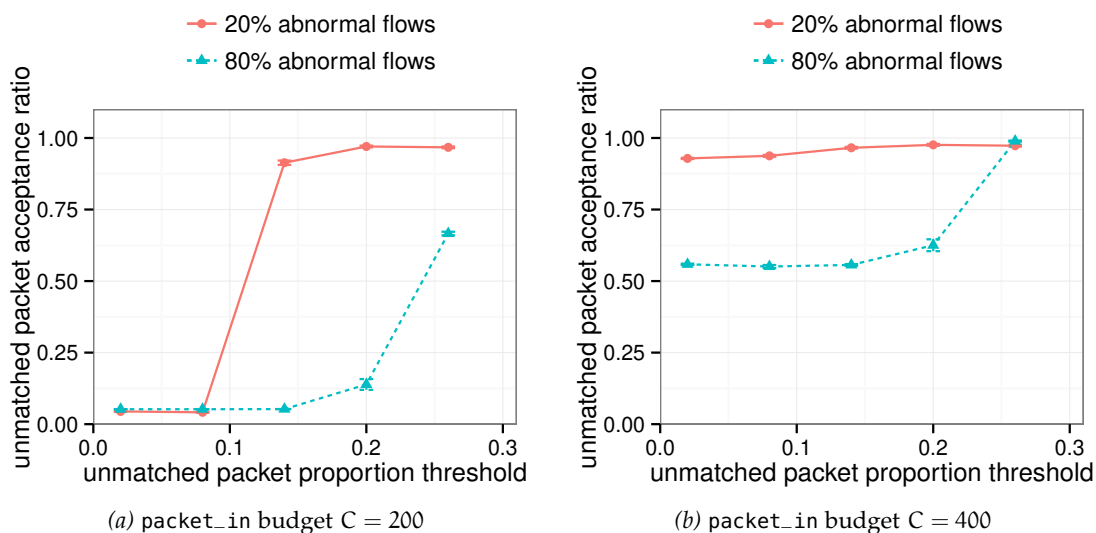 20% abnormal flows
80% abnormal flows
unmatched packet acceptance ratio
1.00
0.75
0.50
0.25
0.00
0.0
0.1
0.2
0.3
unmatched packet proportion threshold
(a) packet_in budget C = 200
20% abnormal flows
80% abnormal flows
unmatched packet acceptance ratio
1.00
0.75
0.50
0.25
0.00
0.0
0.1
0.2
0.3
unmatched packet proportion threshold
(b) packet_in budget C = 400